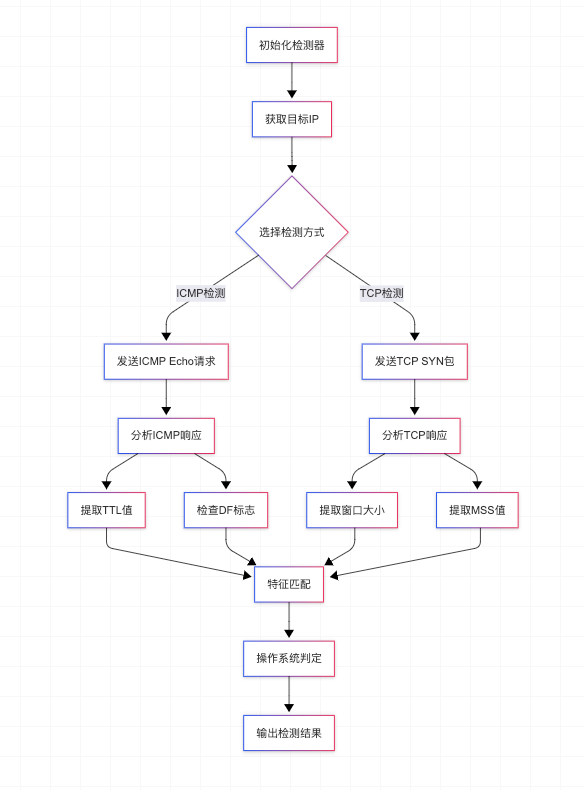 初始化检测器
获取目标IP
选择检测方式
ICMP检测
TCP检测
发送ICMP Echo请求
发送TCP SYN包
分析ICMP响应
分析TCP响应
提取TTL值
检查DF标志
提取窗口大小
提取MSS值
特征匹配
操作系统判定
输出检测结果